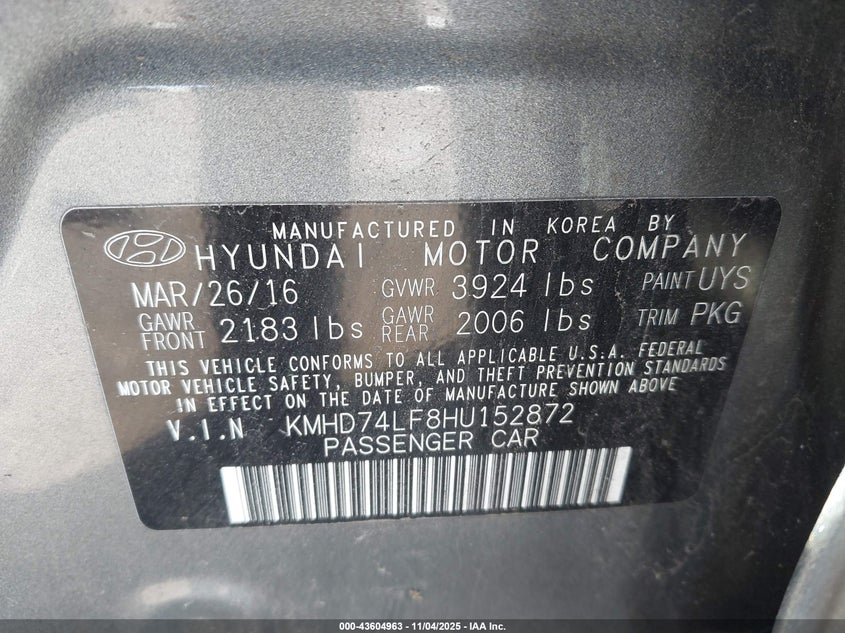 MANUFACTURED IN KOREA BY
HYUNDAI MOTOR COMPANY
MAR/26/16 GVWR 3924 lbs PAINT UYS
GAWR FRONT 2183 lbs GAWR REAR 2006 lbs TRIM PKG
THIS VEHICLE CONFORMS TO ALL APPLICABLE U.S.A. FEDERAL
MOTOR VEHICLE SAFETY, BUMPER, AND THEFT PREVENTION STANDARDS
IN EFFECT ON THE DATE OF MANUFACTURE SHOWN ABOVE
V.I.N KMHD74LF8HU152872
PASSENGER CAR
000-43604963 - 11/04/2025 - IAA Inc.